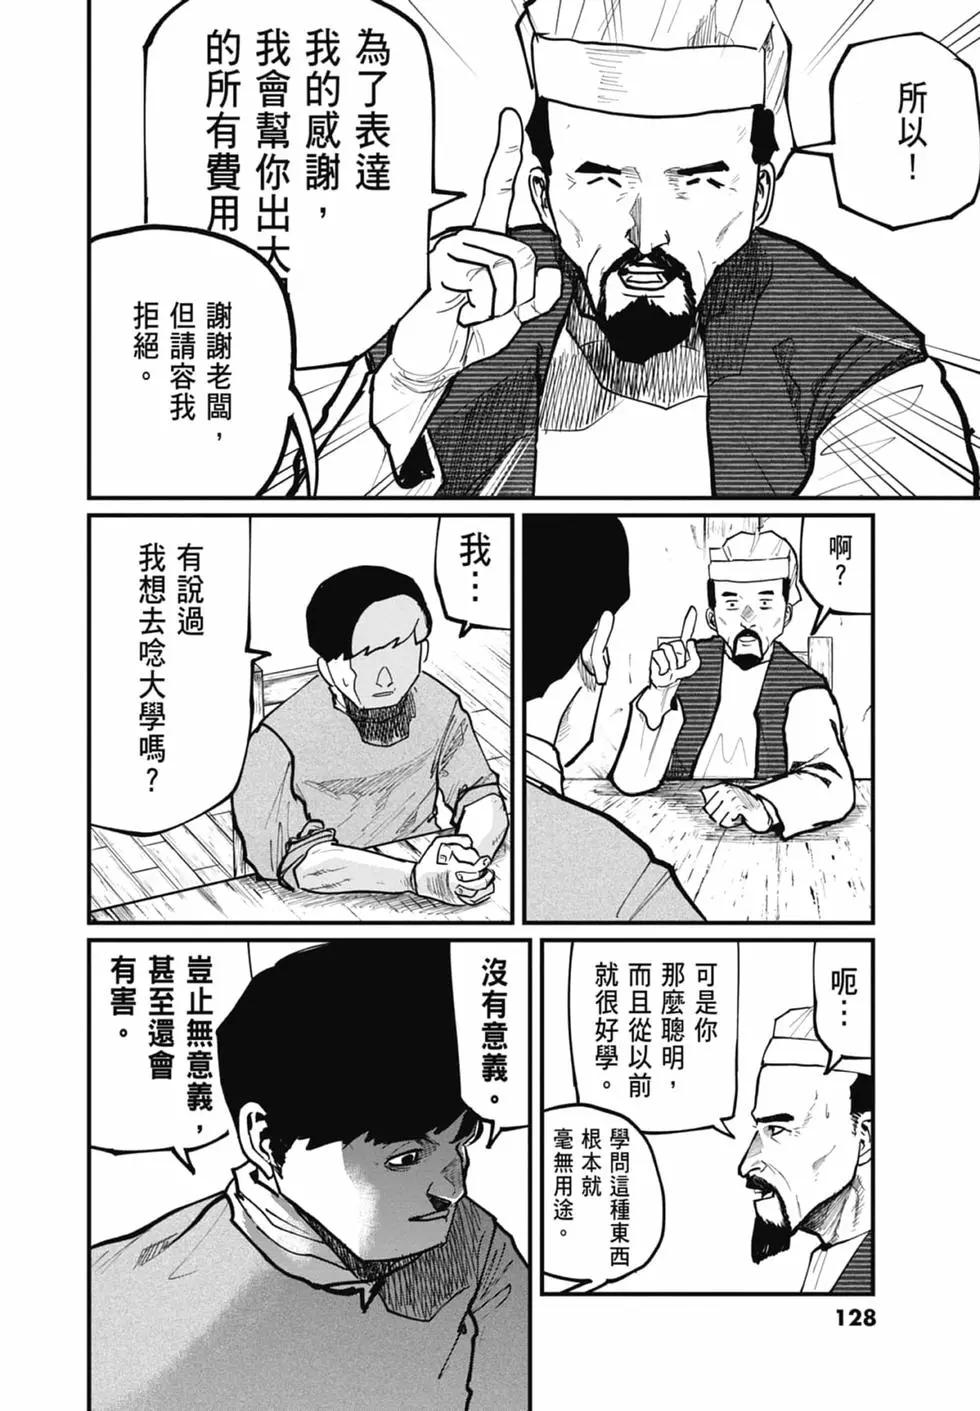 所以！
為了表達
我的感謝，
我會幫你出大
的所有費用
謝謝老闆，
但請容我
拒絕。
啊？
我…
有說過
我想去唸大學嗎？
呃…
可是你
那麼聰明，
而且從以前
就很好學。
學問這種東西
根本就
毫無用途。
沒有意義。
豈止無意義，
甚至還會
有害。
128